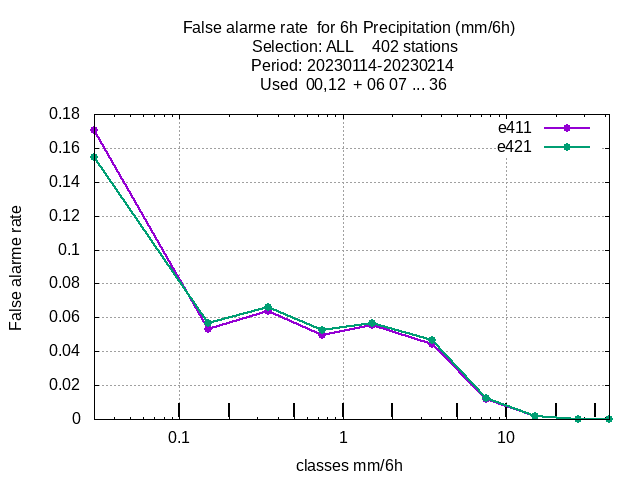 False alarme rate  for 6h Precipitation (mm/6h)
Selection: ALL    402 stations
Period: 20230114-20230214
Used  00,12  + 06 07 ... 36
0.18
0.16
0.14
0.12
0.1
0.08
0.06
0.04
0.02
0
False alarme rate
e411
e421
0.1
1
10
classes mm/6h